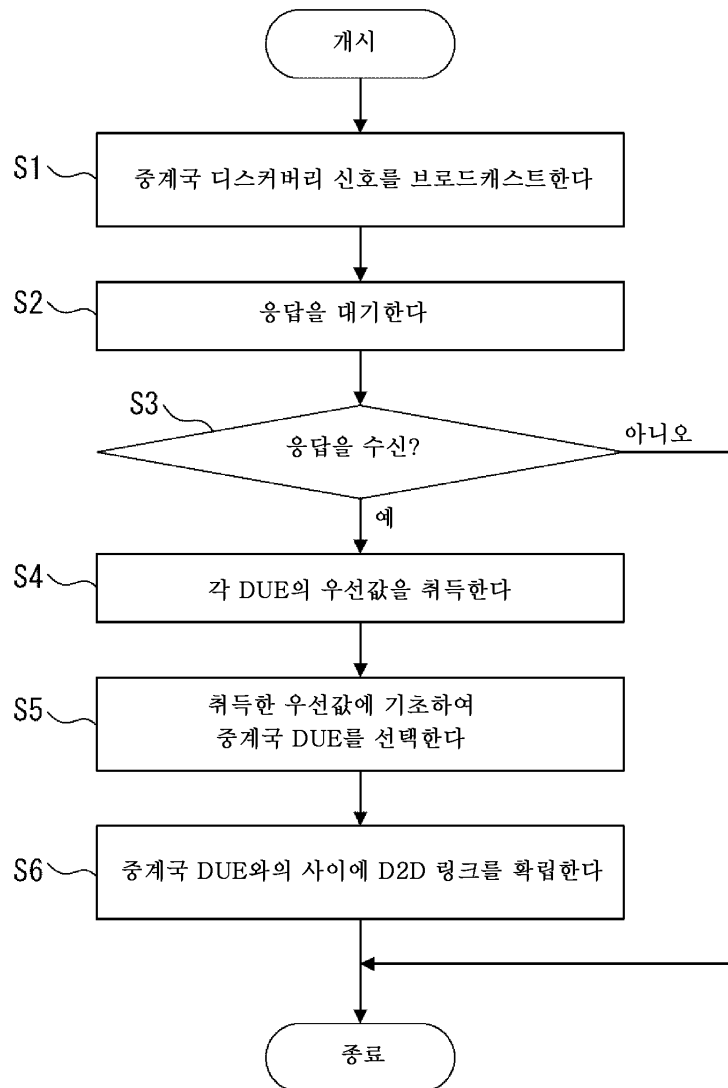 개시
S1
중계국 디스커버리 신호를 브로드캐스트한다
S2
응답을 대기한다
S3
응답을 수신?
아니오
예
S4
각 DUE의 우선값을 취득한다
S5
취득한 우선값에 기초하여
중계국 DUE를 선택한다
S6
중계국 DUE와의 사이에 D2D 링크를 확립한다
종료